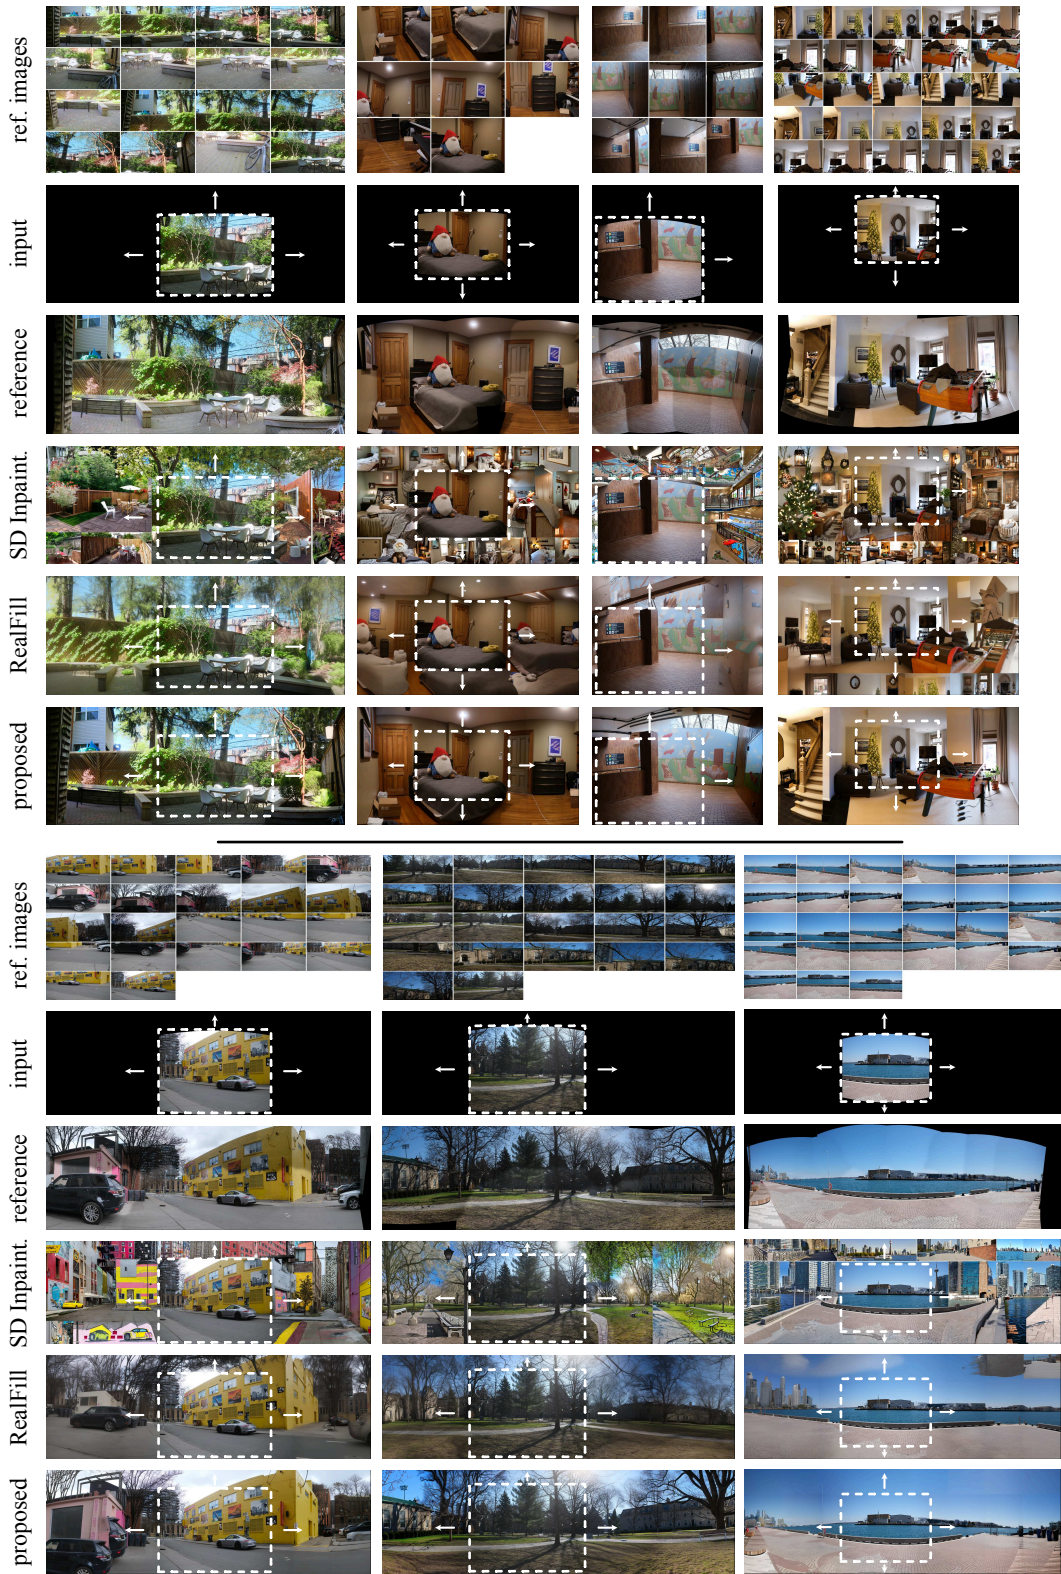 ref. images
input
reference
SD Inpaint.
RealFill
proposed
ref. images
input
reference
SD Inpaint.
RealFill
proposed